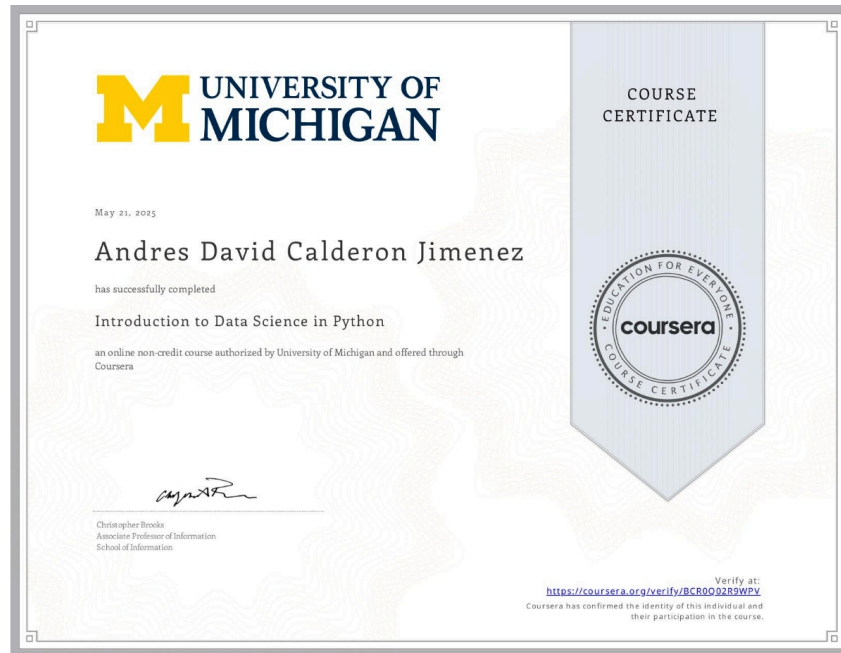 UNIVERSITY OF
MICHIGAN
COURSE
CERTIFICATE
May 21, 2025
Andres David Calderon Jimenez
has successfully completed
Introduction to Data Science in Python
an online non-credit course authorized by University of Michigan and offered through
Coursera
EDUCATION FOR EVERYONE
coursera
COURSE CERTIFICATE
Christopher Brooks
Associate Professor of Information
School of Information
Verify at:
https://coursera.org/verify/BCR0Q02R9WPV
Coursera has confirmed the identity of this individual and
their participation in the course.